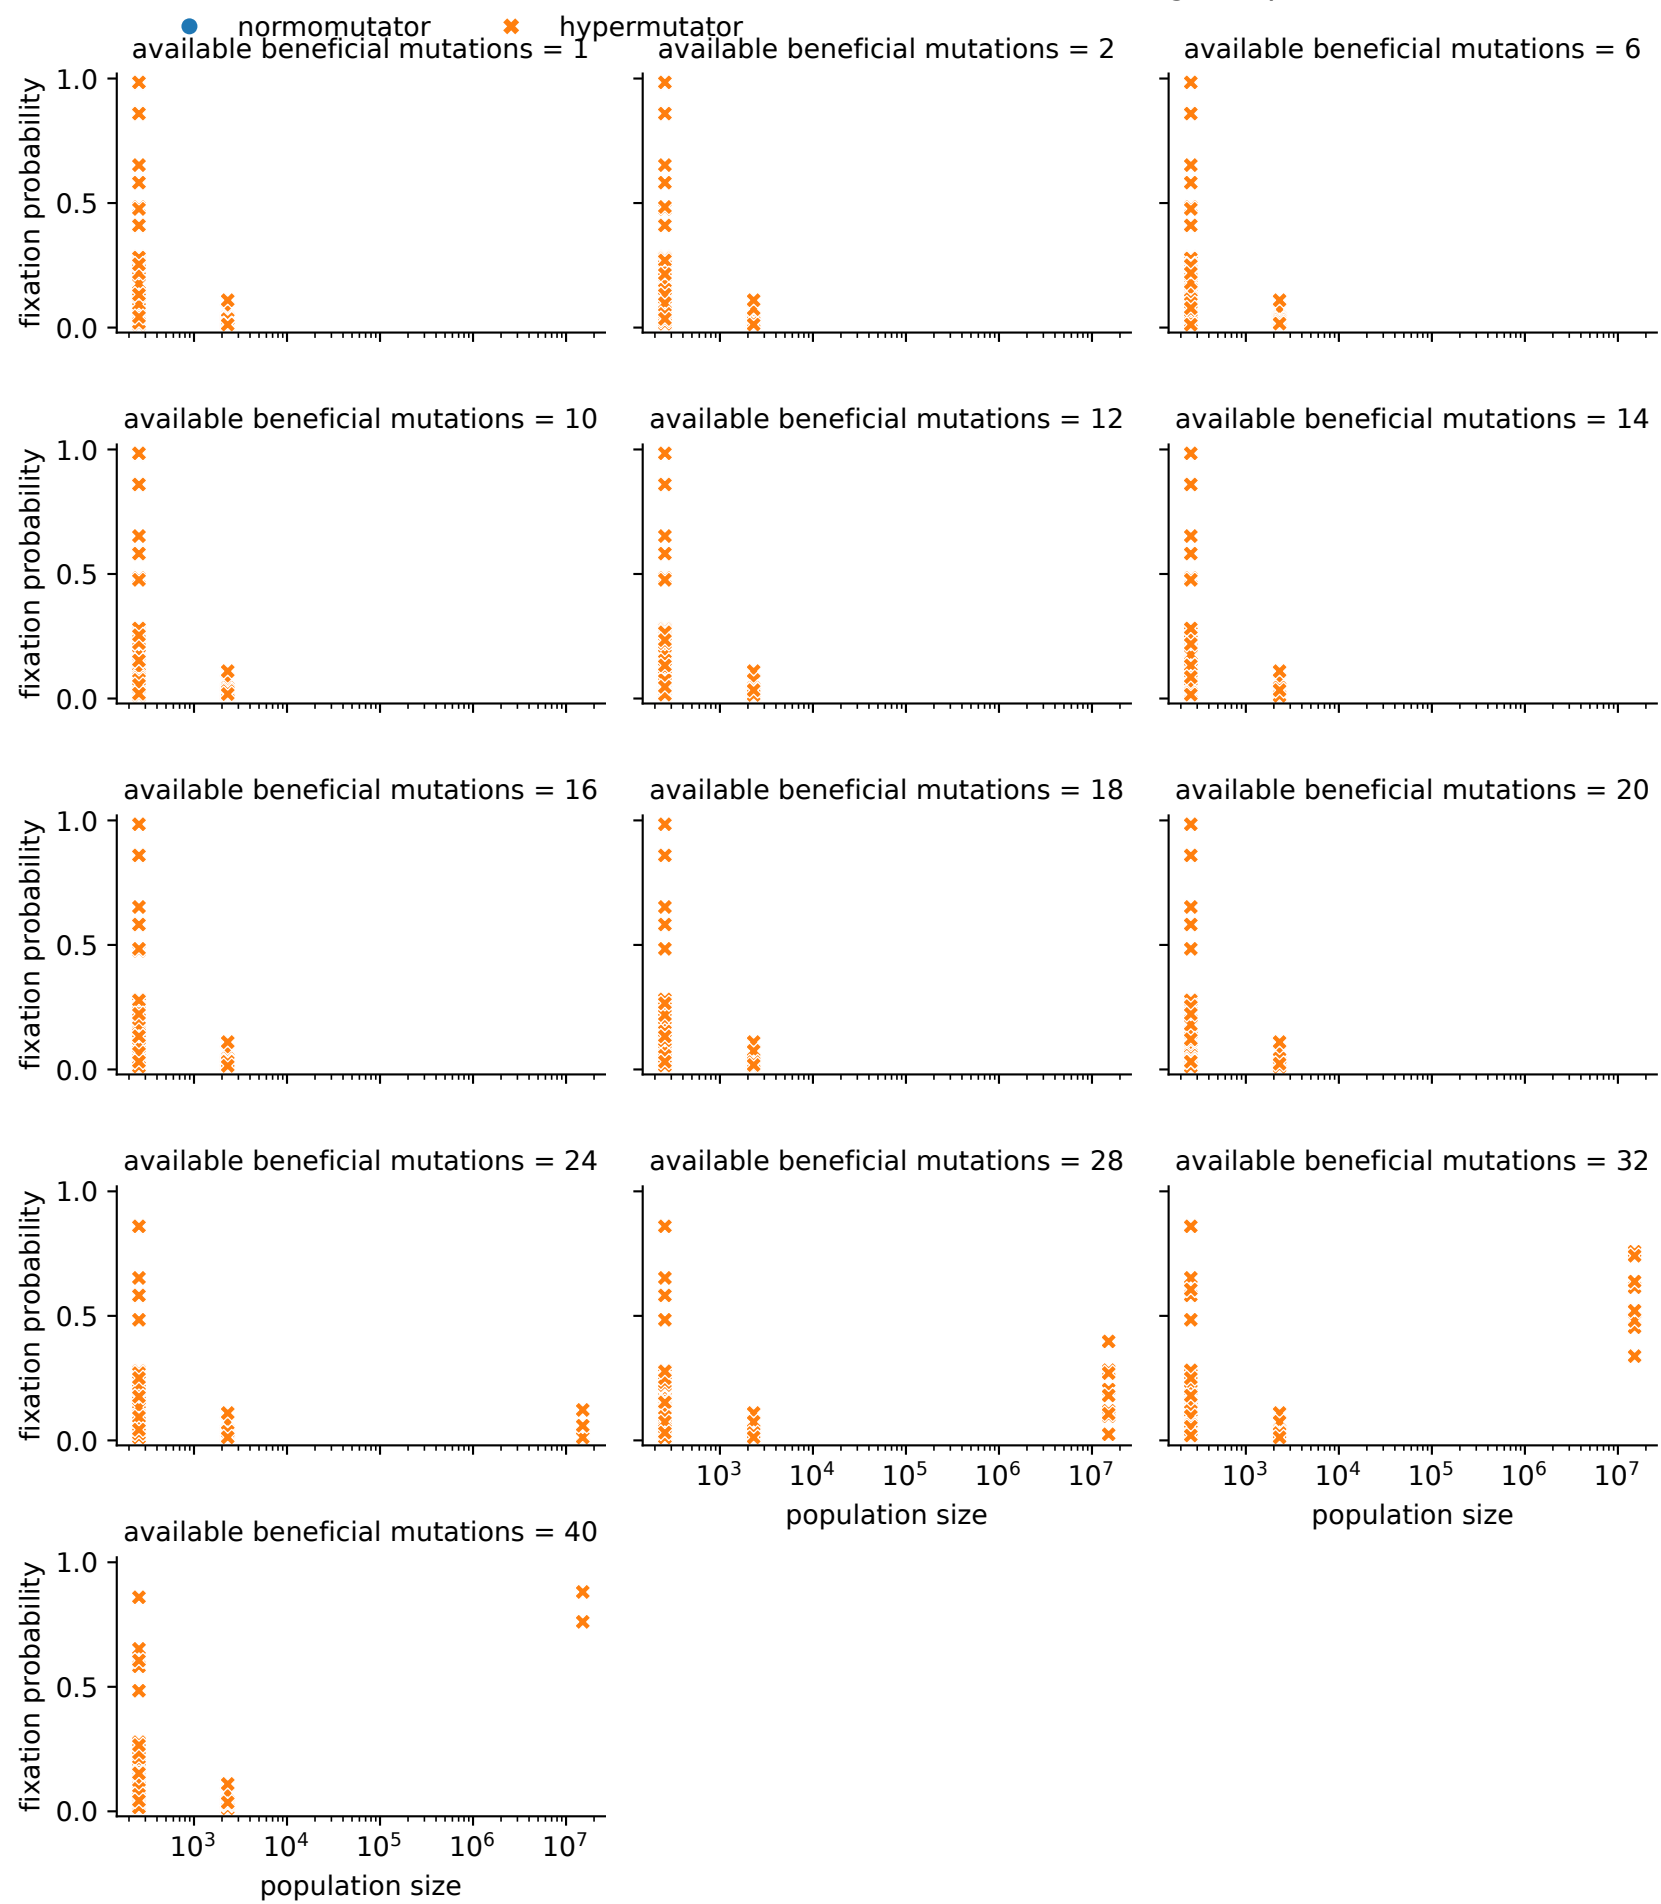 normomutator hypermutator
available beneficial mutations = 1 available beneficial mutations = 2 available beneficial mutations = 6
fixation probability
1.0
0.5
0.0
available beneficial mutations = 10 available beneficial mutations = 12 available beneficial mutations = 14
fixation probability
1.0
0.5
0.0
available beneficial mutations = 16 available beneficial mutations = 18 available beneficial mutations = 20
fixation probability
1.0
0.5
0.0
available beneficial mutations = 24 available beneficial mutations = 28 available beneficial mutations = 32
fixation probability
1.0
0.5
0.0
10³ 10⁴ 10⁵ 10⁶ 10⁷ 10³ 10⁴ 10⁵ 10⁶ 10⁷
population size population size
available beneficial mutations = 40
fixation probability
1.0
0.5
0.0
10³ 10⁴ 10⁵ 10⁶ 10⁷
population size